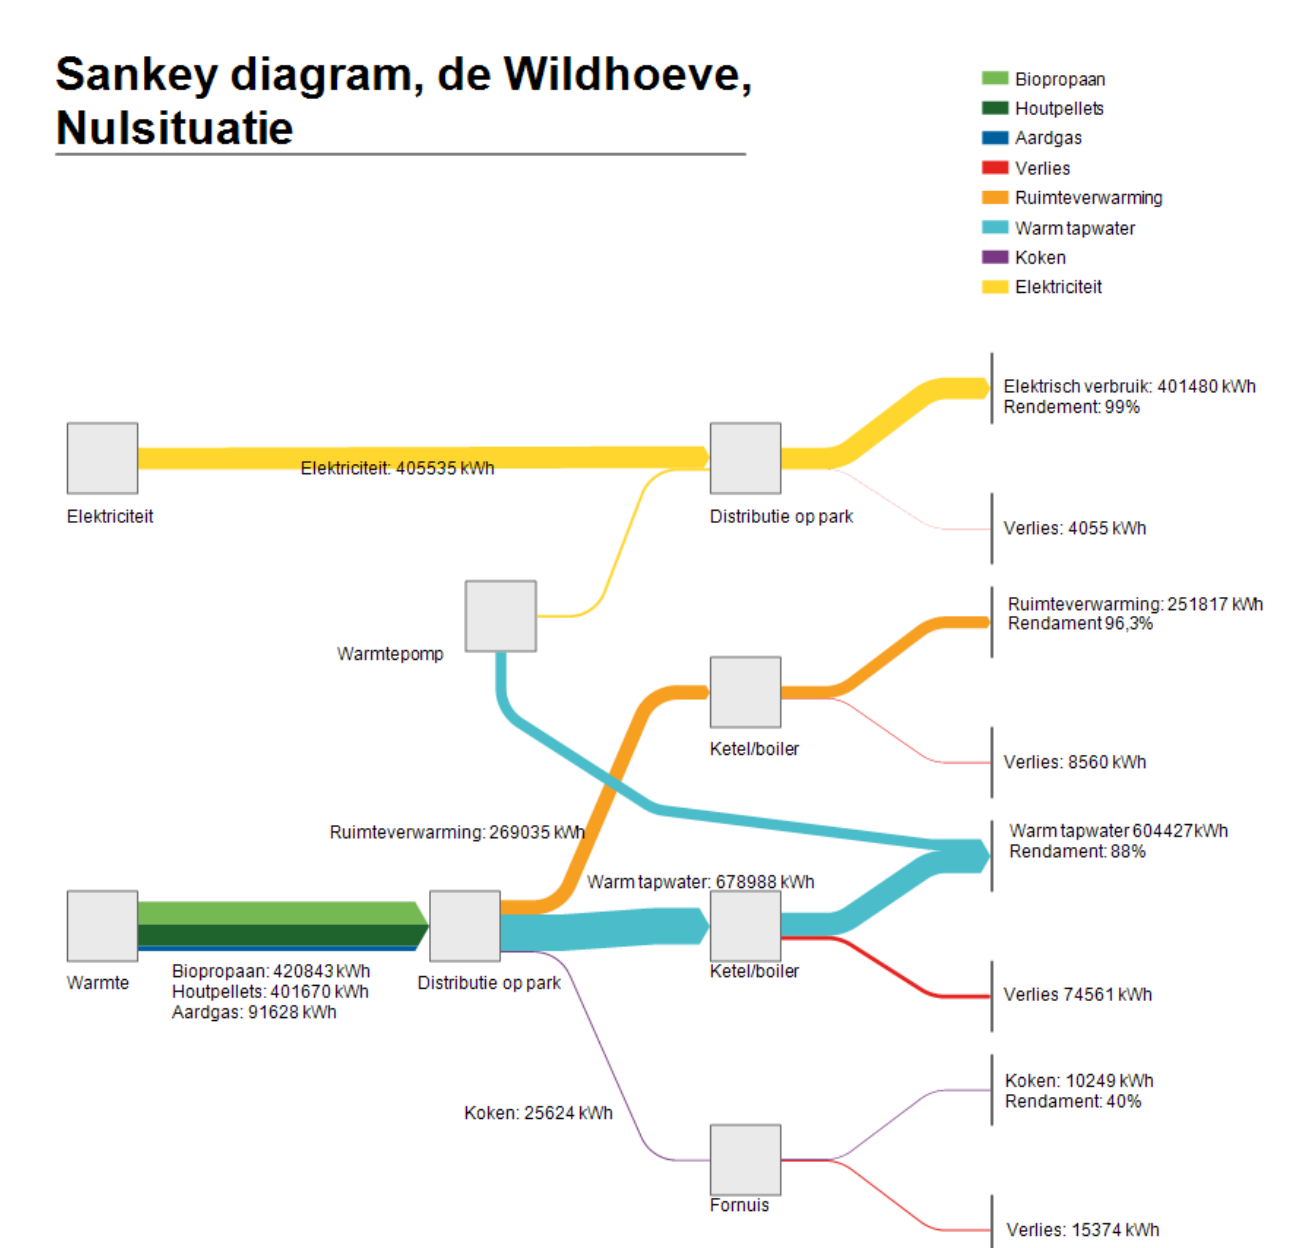 Sankey diagram, de Wildhoeve,
Nulsituatie
Biopropaan
Houtpellets
Aardgas
Verlies
Ruimteverwarming
Warm tapwater
Koken
Elektriciteit
Elektrisch verbruik: 401480 kWh
Rendement: 99%
Elektriciteit: 405535 kWh
Elektriciteit
Distributie op park
Verlies: 4055 kWh
Ruimteverwarming: 251817 kWh
Rendament 96,3%
Warmtepomp
Ketel/boiler
Verlies: 8560 kWh
Ruimteverwarming: 269035 kWh
Warm tapwater 604427kWh
Rendament: 88%
Warm tapwater: 678988 kWh
Warmte
Biopropaan: 420843 kWh
Houtpellets: 401670 kWh
Aardgas: 91628 kWh
Distributie op park
Ketel/boiler
Verlies 74561 kWh
Koken: 10249 kWh
Rendament: 40%
Koken: 25624 kWh
Fornuis
Verlies: 15374 kWh